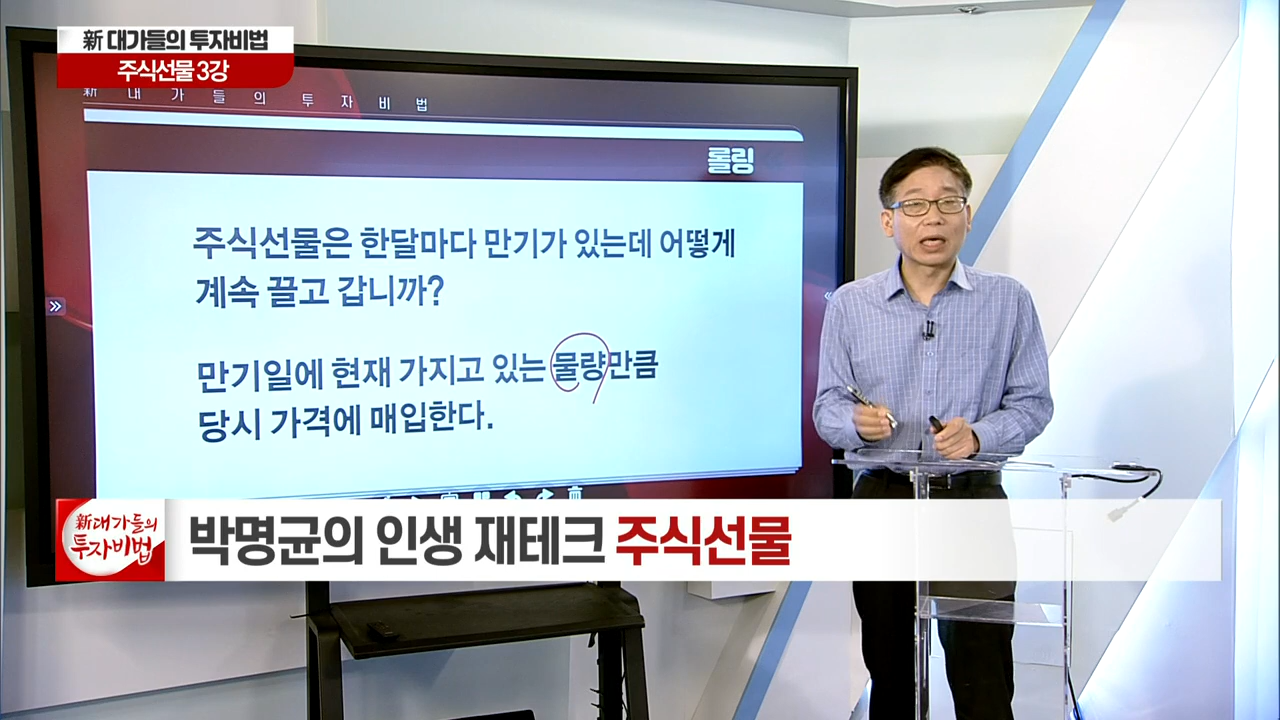 新 대가들의 투자비법
주식선물 3강
新 대 가 들 의 투 자 비 법
롤링
주식선물은 한달마다 만기가 있는데 어떻게
계속 끌고 갑니까?
만기일에 현재 가지고 있는 물량만큼
당시 가격에 매입한다.
新대가들의
투자비법
박명균의 인생 재테크 주식선물